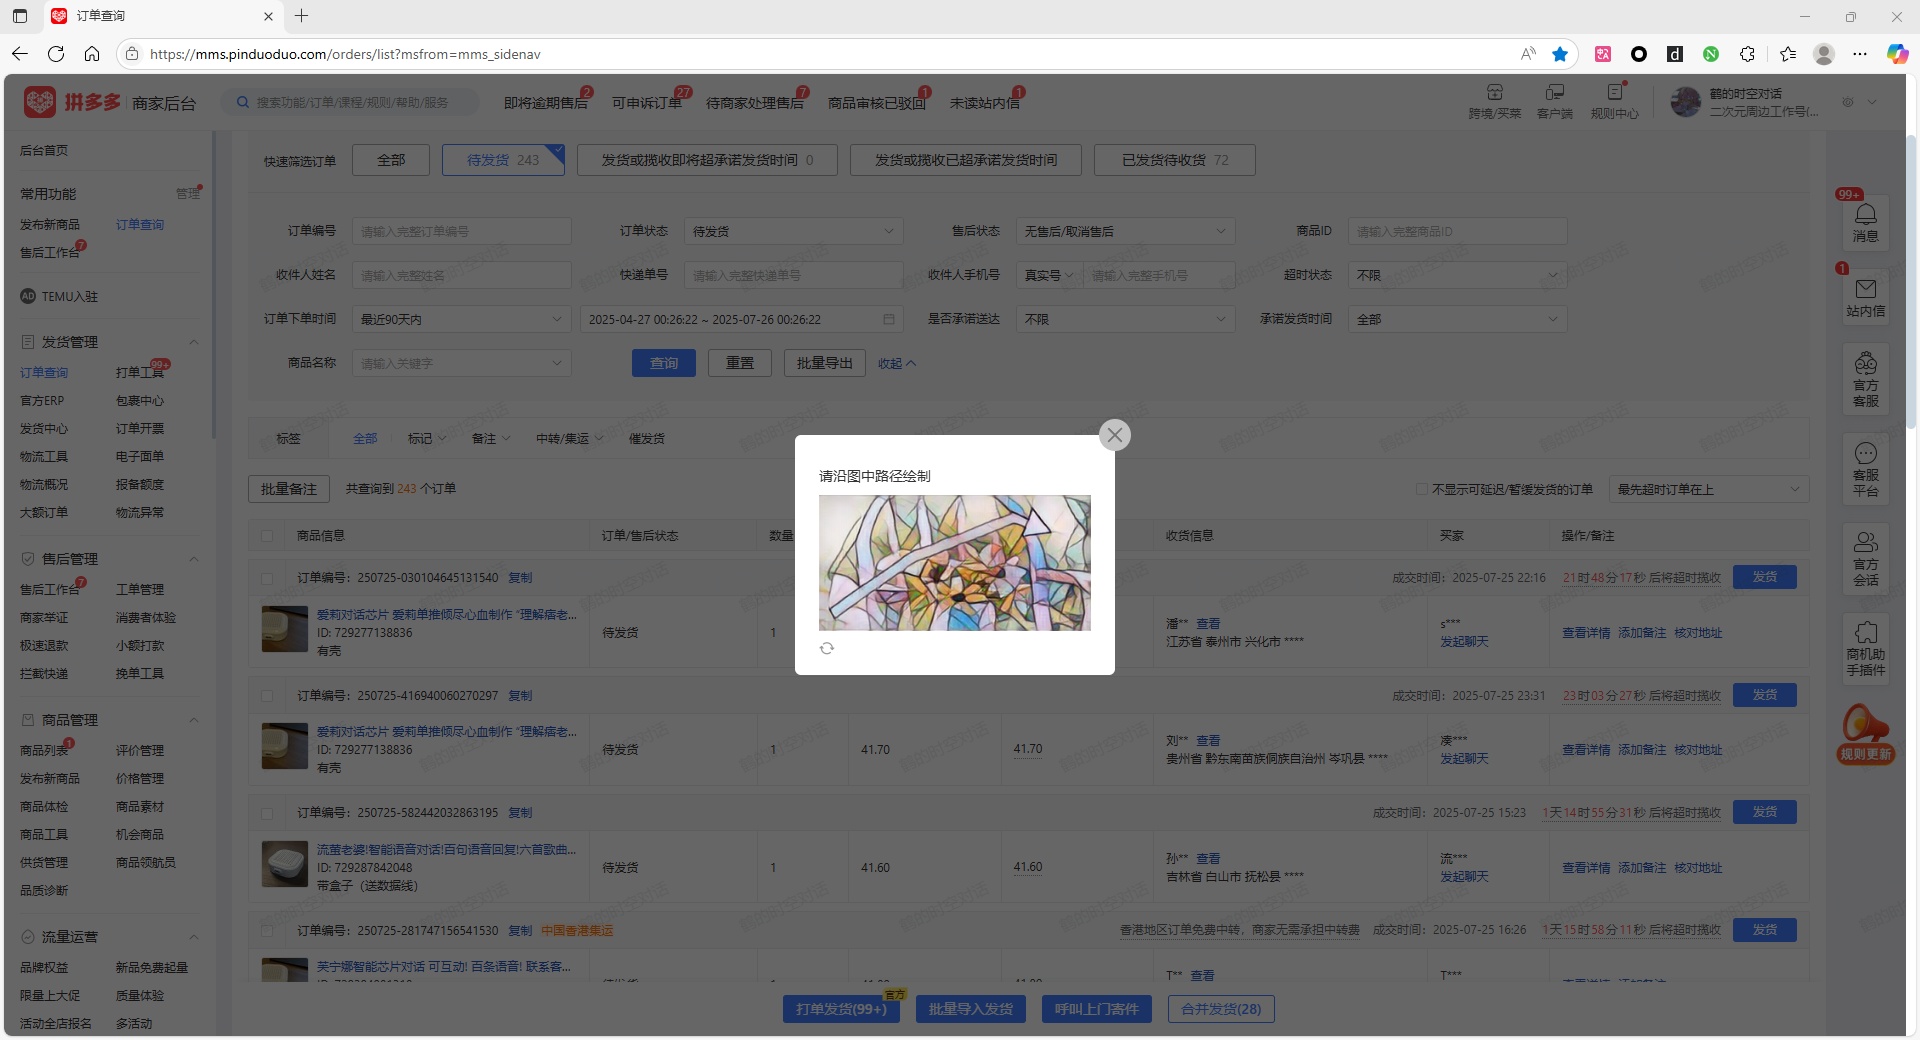 订单查询
https://mms.pinduoduo.com/orders/list?msfrom=mms_sidenav
拼多多 商家后台
搜索功能/订单/课程/规则/帮助/服务
即将逾期售后 2 可申诉订单 27 待商家处理售后 7 商品审核已驳回 1 未读站内信 1
跨境/买菜 客户端 规则中心
鹤的时空对话
二次元周边工作号(...
后台首页
常用功能 管理
发布新商品 订单查询
售后工作台 7
AD TEMU入驻
发货管理
订单查询 打单工具 99+
官方ERP 包裹中心
发货中心 订单开票
物流工具 电子面单
物流概况 报备额度
大额订单 物流异常
售后管理
售后工作台 7 工单管理
商家举证 消费者体验
极速退款 小额打款
拦截快递 挽单工具
商品管理
商品列表 1 评价管理
发布新商品 价格管理
商品体检 商品素材
商品工具 机会商品
供货管理 商品领航员
品质诊断
流量运营
品牌权益 新品免费起量
限量上大促 质量体验
活动全店报名 多活动
快速筛选订单 全部 待发货 243 发货或揽收即将超承诺发货时间 0 发货或揽收已超承诺发货时间 已发货待收货 72
订单编号 请输入完整订单编号 订单状态 待发货 售后状态 无售后/取消售后 商品ID 请输入完整商品ID
收件人姓名 请输入完整姓名 快递单号 请输入完整快递单号 收件人手机号 真实号 请输入完整手机号 超时状态 不限
订单下单时间 最近90天内 2025-04-27 00:26:22 ~ 2025-07-26 00:26:22 是否承诺送达 不限 承诺发货时间 全部
商品名称 请输入关键字 查询 重置 批量导出 收起
标签 全部 标记 备注 中转/集运 催发货
批量备注 共查询到 243 个订单 不显示可延迟/暂缓发货的订单 最先超时订单在上
商品信息 订单/售后状态 数量 收货信息 买家 操作/备注
订单编号：250725-030104645131540 复制 成交时间：2025-07-25 22:16 21时48分17秒 后将超时揽收 发货
爱莉对话芯片 爱莉单推倾尽心血制作 “理解痞老...
ID: 729277138836
有壳
待发货 1
潘** 查看
江苏省 泰州市 兴化市 ****
s***
发起聊天
查看详情 添加备注 核对地址
订单编号：250725-416940060270297 复制 成交时间：2025-07-25 23:31 23时03分27秒 后将超时揽收 发货
爱莉对话芯片 爱莉单推倾尽心血制作 “理解痞老...
ID: 729277138836
有壳
待发货 1 41.70 41.70
刘** 查看
贵州省 黔东南苗族侗族自治州 岑巩县 ****
凑***
发起聊天
查看详情 添加备注 核对地址
订单编号：250725-582442032863195 复制 成交时间：2025-07-25 15:23 1天14时55分31秒 后将超时揽收 发货
流萤老婆!智能语音对话!百句语音回复!六首歌曲...
ID: 729287842048
带盒子（送数据线）
待发货 1 41.60 41.60
孙** 查看
吉林省 白山市 抚松县 ****
流***
发起聊天
查看详情 添加备注 核对地址
订单编号：250725-281747156541530 复制 中国香港集运 香港地区订单免费中转，商家无需承担中转费 成交时间：2025-07-25 16:26 1天15时58分11秒 后将超时揽收 发货
芙宁娜智能芯片对话 可互动! 百条语音! 联系客...
T** 查看
T***
打单发货(99+) 官方 批量导入发货 呼叫上门寄件 合并发货(28)
请沿图中路径绘制
99+
消息
1
站内信
官方
客服
客服
平台
官方
会话
商机助
手插件
规则更新